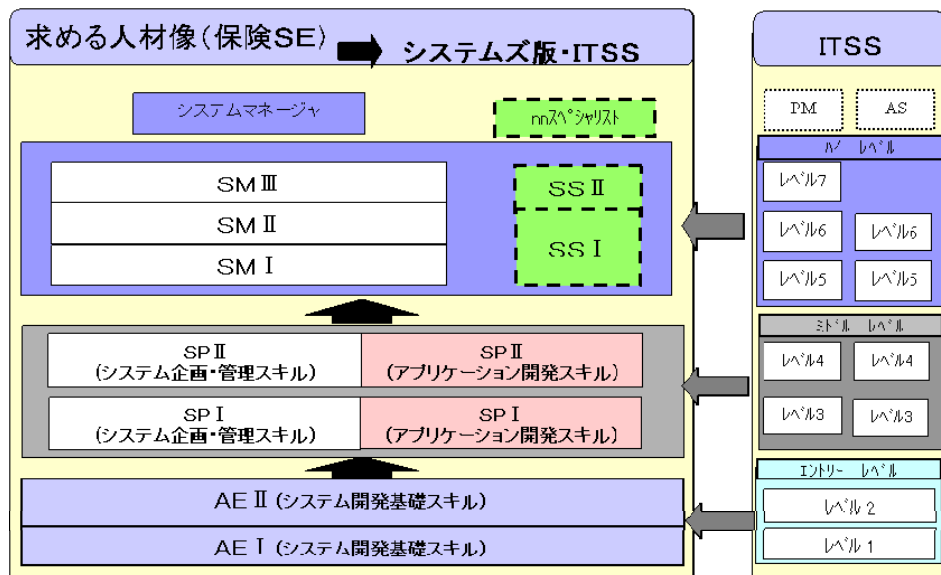 求める人材像(保険SE)
システムズ版・ITSS
システムマネージャ
nnスペシャリスト
SMⅢ
SMⅡ
SMⅠ
SSⅡ
SSⅠ
SPⅡ
(システム企画・管理スキル)
SPⅡ
(アプリケーション開発スキル)
SPⅠ
(システム企画・管理スキル)
SPⅠ
(アプリケーション開発スキル)
AEⅡ(システム開発基礎スキル)
AEⅠ(システム開発基礎スキル)
ITSS
PM
AS
レベル
レベル7
レベル6
レベル6
レベル5
レベル5
ミドル レベル
レベル4
レベル4
レベル3
レベル3
エントリー レベル
レベル 2
レベル 1